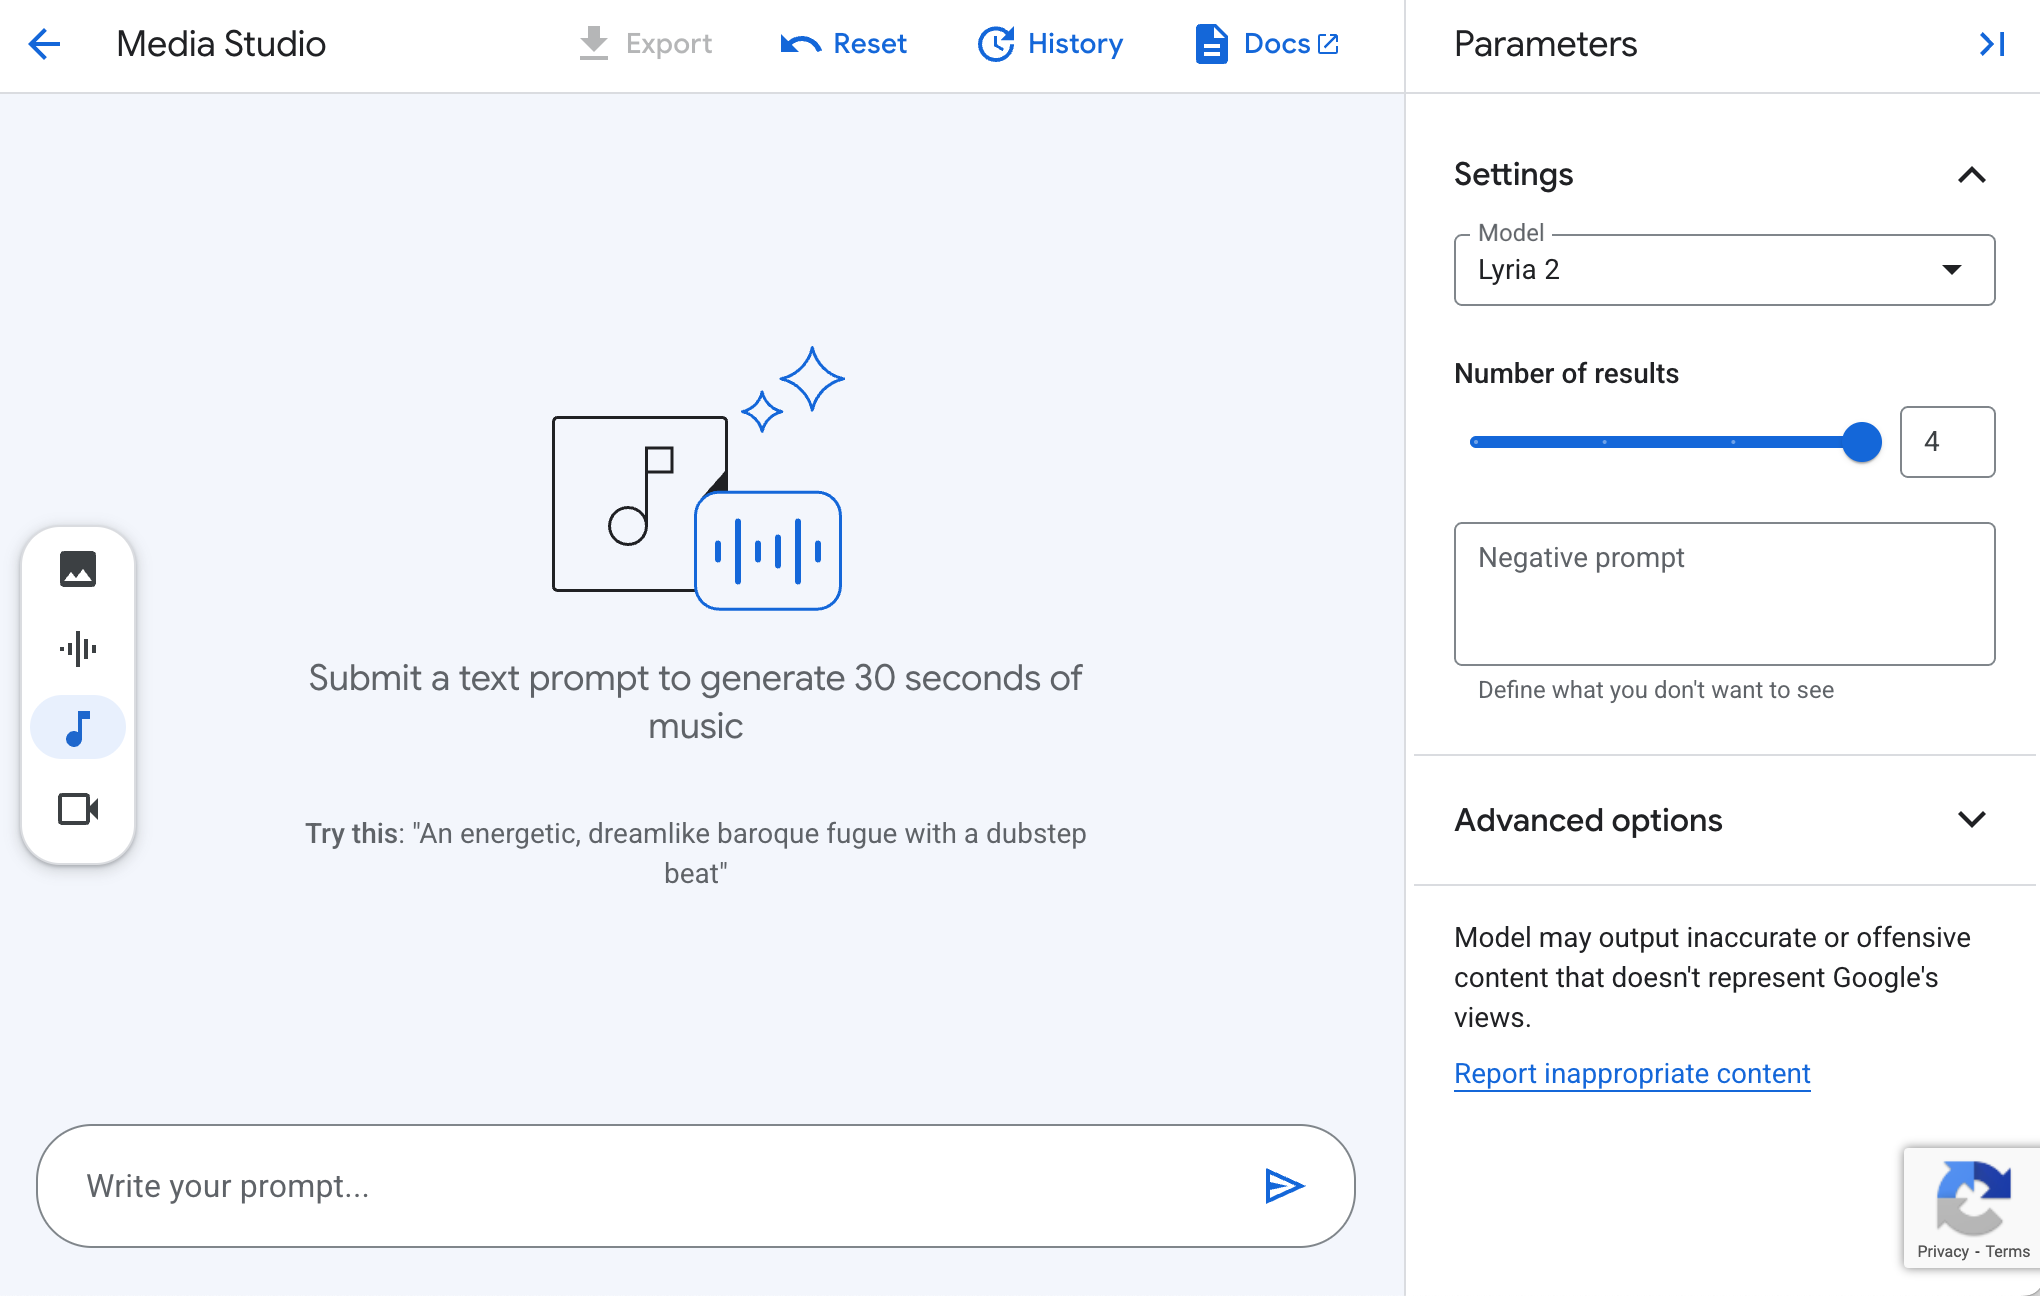 Media Studio
Export
Reset
History
Docs
Submit a text prompt to generate 30 seconds of
music
Try this: "An energetic, dreamlike baroque fugue with a dubstep
beat"
Write your prompt...
Parameters
Settings
Model
Lyria 2
Number of results
4
Negative prompt
Define what you don't want to see
Advanced options
Model may output inaccurate or offensive
content that doesn't represent Google's
views.
Report inappropriate content
Privacy - Terms